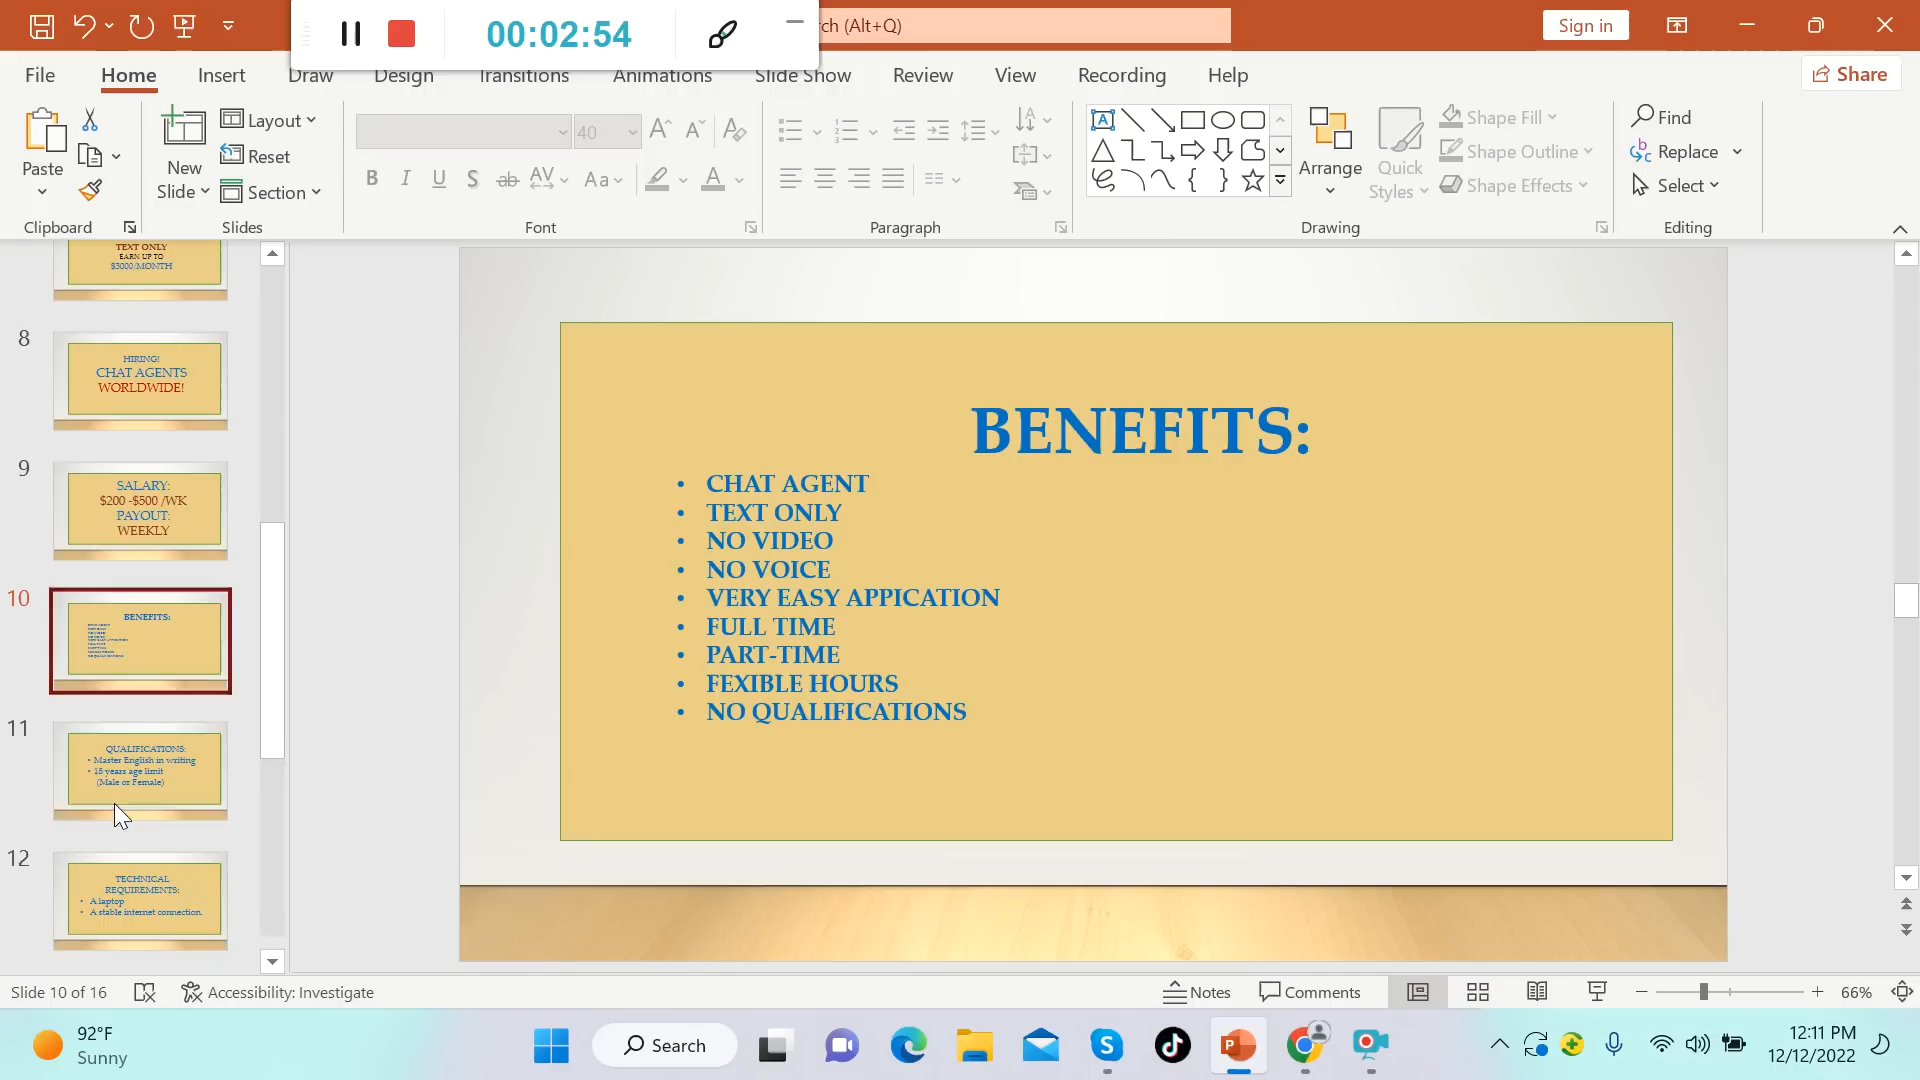 00:02:54
rch (Alt+Q)
Sign in
File
Home
Insert
Draw
Design
Transitions
Animations
Slide Show
Review
View
Recording
Help
Share
Paste
New
Slide
Layout
Reset
Section
40
B
I
U
S
ab
AV
Aa
A
Arrange
Quick
Styles
Shape Fill
Shape Outline
Shape Effects
Find
Replace
Select
Clipboard
Slides
Font
Paragraph
Drawing
Editing
TEXT ONLY
EARN UP TO
$3000/MONTH
8
HIRING!
CHAT AGENTS
WORLDWIDE!
9
SALARY:
$200 -$500 /WK
PAYOUT:
WEEKLY
10
BENEFITS:
11
QUALIFICATIONS:
• Master English in writing
• 18 years age limit
(Male or Female)
12
TECHNICAL
REQUIREMENTS:
• A laptop
• A stable internet connection.
BENEFITS:
• CHAT AGENT
• TEXT ONLY
• NO VIDEO
• NO VOICE
• VERY EASY APPICATION
• FULL TIME
• PART-TIME
• FEXIBLE HOURS
• NO QUALIFICATIONS
Slide 10 of 16
Accessibility: Investigate
Notes
Comments
66%
92°F
Sunny
Search
12:11 PM
12/12/2022